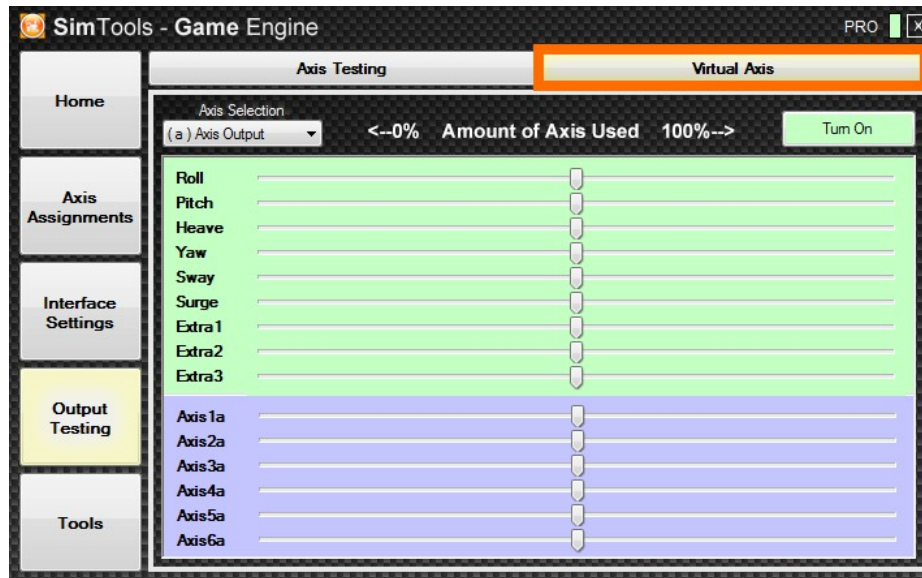 SimTools - Game Engine
PRO
X
Axis Testing
Virtual Axis
Home
Axis
Assignments
Interface
Settings
Output
Testing
Tools
Axis Selection
( a ) Axis Output
<--0% Amount of Axis Used 100%-->
Turn On
Roll
Pitch
Heave
Yaw
Sway
Surge
Extra1
Extra2
Extra3
Axis1a
Axis2a
Axis3a
Axis4a
Axis5a
Axis6a